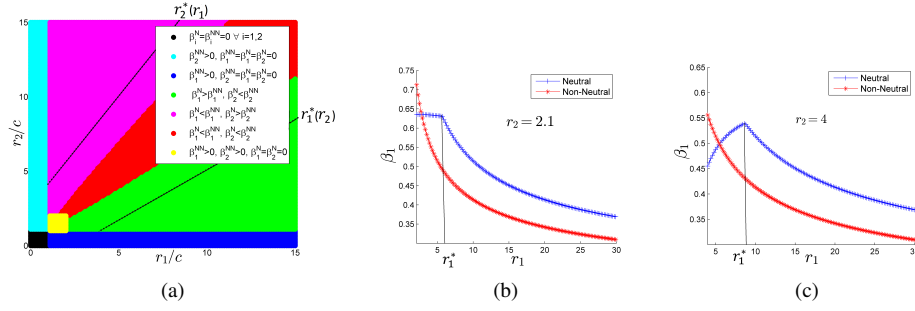 r₂*(r₁)
15
10
5
0
r₂/c
βᵢᴺ=βᵢᴺᴺ=0 ∀ i=1,2
β₂ᴺᴺ>0, β₁ᴺᴺ=β₁ᴺ=β₂ᴺ=0
β₁ᴺᴺ>0, β₂ᴺᴺ=β₁ᴺ=β₂ᴺ=0
β₁ᴺ>β₁ᴺᴺ, β₂ᴺ<β₂ᴺᴺ
β₁ᴺ<β₁ᴺᴺ, β₂ᴺ>β₂ᴺᴺ
β₁ᴺ<β₁ᴺᴺ, β₂ᴺ<β₂ᴺᴺ
β₁ᴺᴺ>0, β₂ᴺᴺ>0, β₁ᴺ=β₂ᴺ=0
r₁*(r₂)
5 10 15
r₁/c
(a)
0.75
0.7
0.65
0.6
0.55
0.5
0.45
0.4
0.35
β₁
Neutral
Non-Neutral
r₂ = 2.1
5 10 15 20 25 30
r₁* r₁
(b)
0.65
0.6
0.55
0.5
0.45
0.4
0.35
β₁
Neutral
Non-Neutral
r₂ = 4
5 10 15 20 25 30
r₁* r₁
(c)